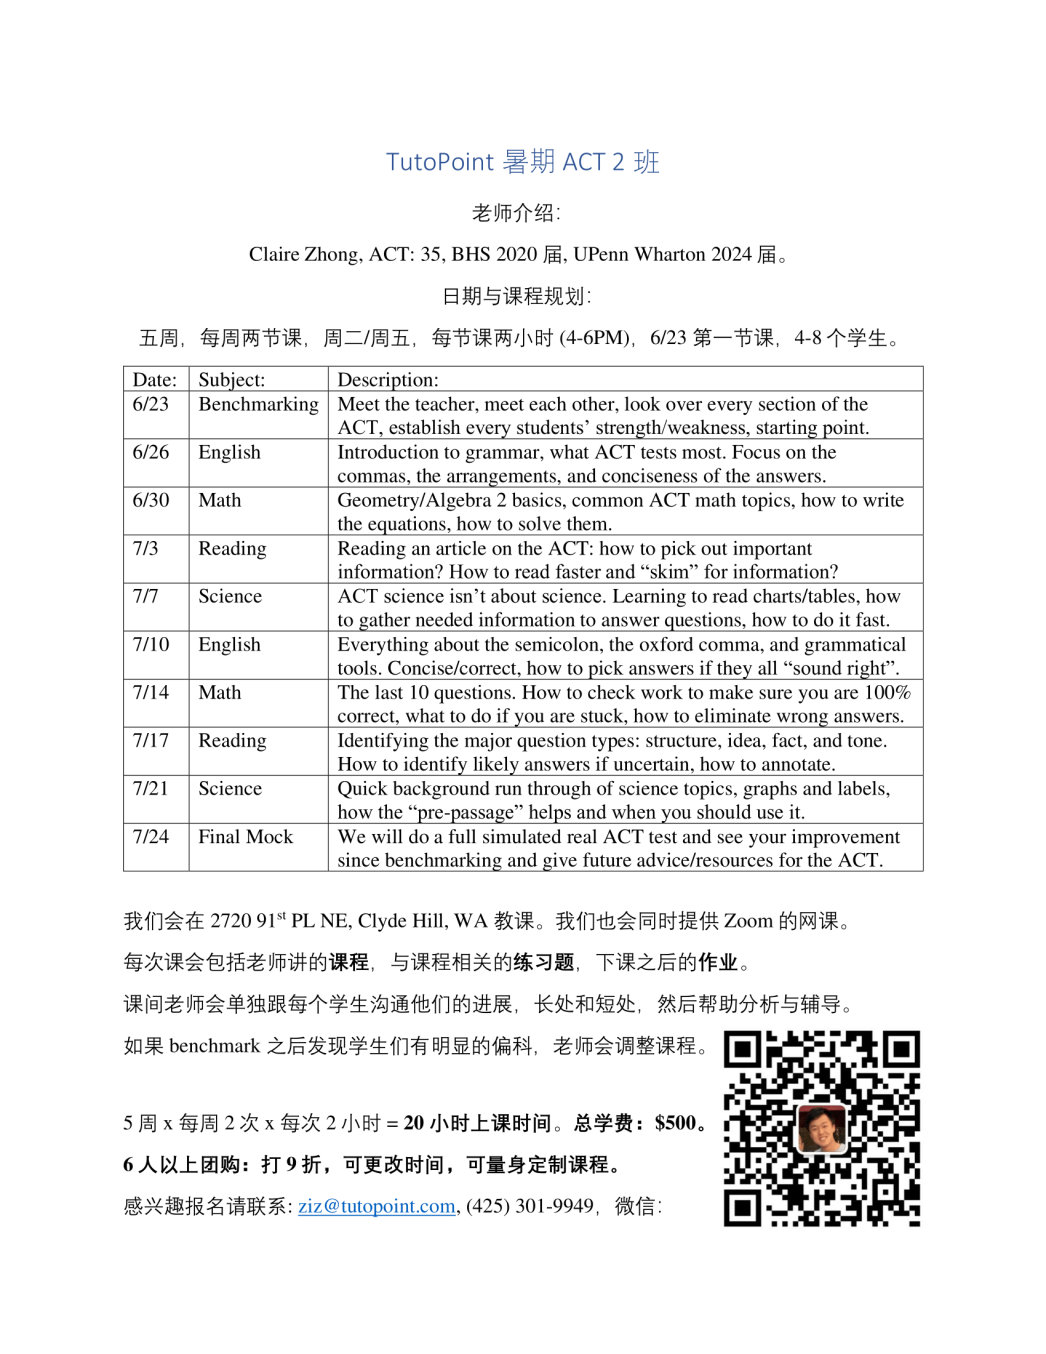 TutoPoint 暑期 ACT 2 班
老师介绍：
Claire Zhong, ACT: 35, BHS 2020 届, UPenn Wharton 2024 届。
日期与课程规划：
五周，每周两节课，周二/周五，每节课两小时 (4-6PM)，6/23 第一节课，4-8 个学生。
Date: Subject: Description:
6/23 Benchmarking Meet the teacher, meet each other, look over every section of the
ACT, establish every students’ strength/weakness, starting point.
6/26 English Introduction to grammar, what ACT tests most. Focus on the
commas, the arrangements, and conciseness of the answers.
6/30 Math Geometry/Algebra 2 basics, common ACT math topics, how to write
the equations, how to solve them.
7/3 Reading Reading an article on the ACT: how to pick out important
information? How to read faster and “skim” for information?
7/7 Science ACT science isn’t about science. Learning to read charts/tables, how
to gather needed information to answer questions, how to do it fast.
7/10 English Everything about the semicolon, the oxford comma, and grammatical
tools. Concise/correct, how to pick answers if they all “sound right”.
7/14 Math The last 10 questions. How to check work to make sure you are 100%
correct, what to do if you are stuck, how to eliminate wrong answers.
7/17 Reading Identifying the major question types: structure, idea, fact, and tone.
How to identify likely answers if uncertain, how to annotate.
7/21 Science Quick background run through of science topics, graphs and labels,
how the “pre-passage” helps and when you should use it.
7/24 Final Mock We will do a full simulated real ACT test and see your improvement
since benchmarking and give future advice/resources for the ACT.
我们会在 2720 91st PL NE, Clyde Hill, WA 教课。我们也会同时提供 Zoom 的网课。
每次课会包括老师讲的课程，与课程相关的练习题，下课之后的作业。
课间老师会单独跟每个学生沟通他们的进展，长处和短处，然后帮助分析与辅导。
如果 benchmark 之后发现学生们有明显的偏科，老师会调整课程。
5 周 x 每周 2 次 x 每次 2 小时 = 20 小时上课时间。总学费：$500。
6 人以上团购：打 9 折，可更改时间，可量身定制课程。
感兴趣报名请联系: ziz@tutopoint.com, (425) 301-9949，微信：